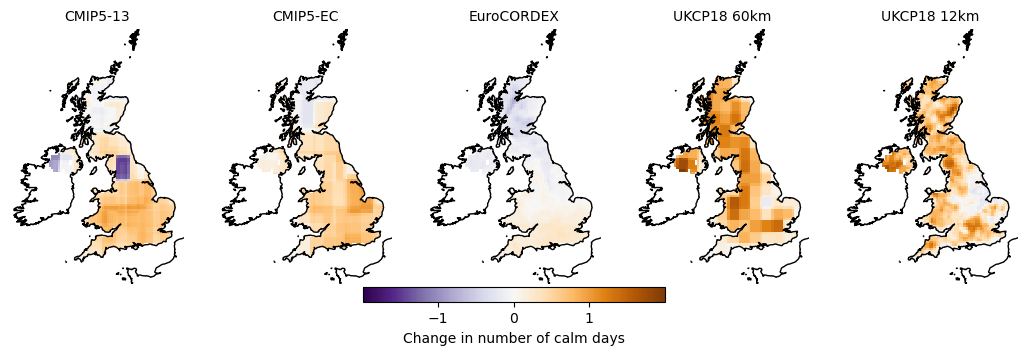 CMIP5-13 CMIP5-EC EuroCORDEX UKCP18 60km UKCP18 12km
−1 0 1
Change in number of calm days